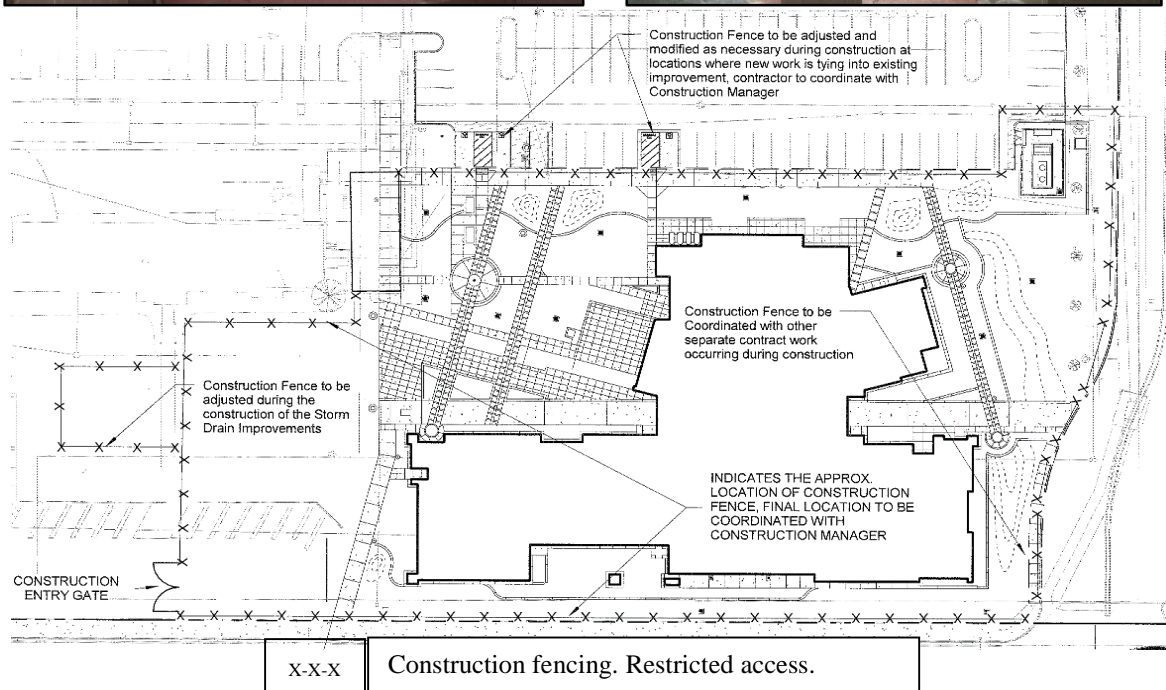 Construction Fence to be adjusted and
modified as necessary during construction at
locations where new work is tying into existing
improvement, contractor to coordinate with
Construction Manager
Construction Fence to be
Coordinated with other
separate contract work
occurring during construction
Construction Fence to be
adjusted during the
construction of the Storm
Drain Improvements
INDICATES THE APPROX.
LOCATION OF CONSTRUCTION
FENCE, FINAL LOCATION TO BE
COORDINATED WITH
CONSTRUCTION MANAGER
CONSTRUCTION
ENTRY GATE
X-X-X
Construction fencing. Restricted access.